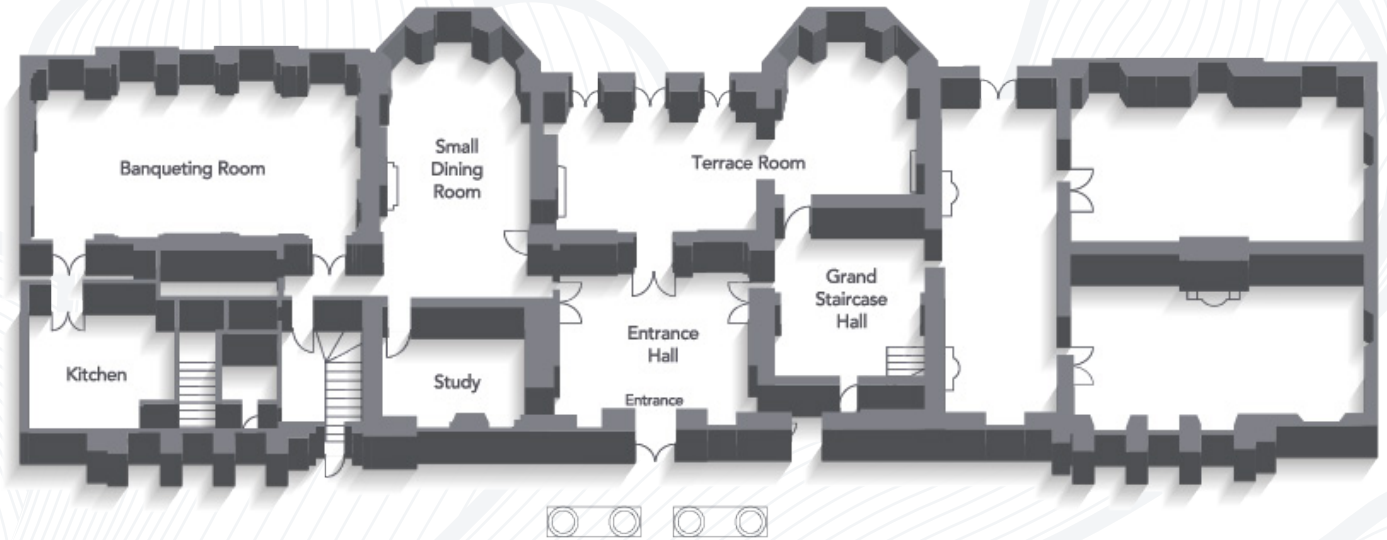 Banqueting Room
Small
Dining
Room
Terrace Room
Grand
Staircase
Hall
Entrance
Hall
Kitchen
Study
Entrance